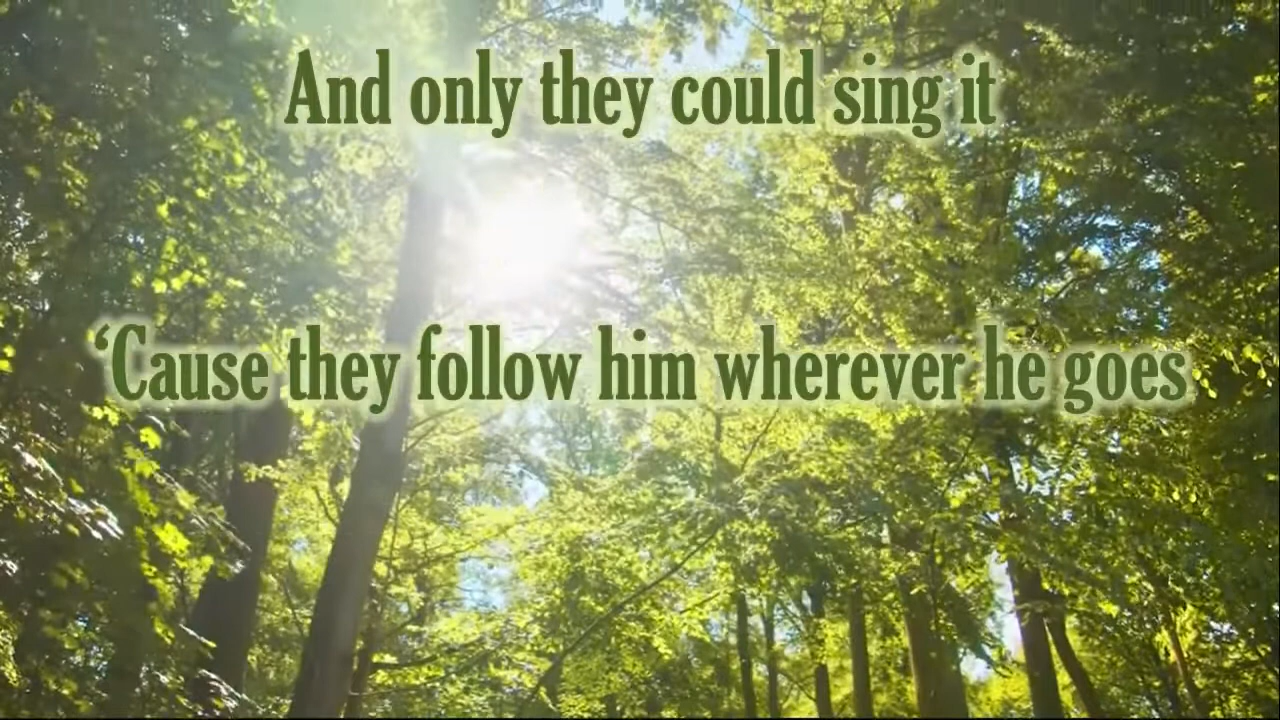 And only they could sing it
‘Cause they follow him wherever he goes